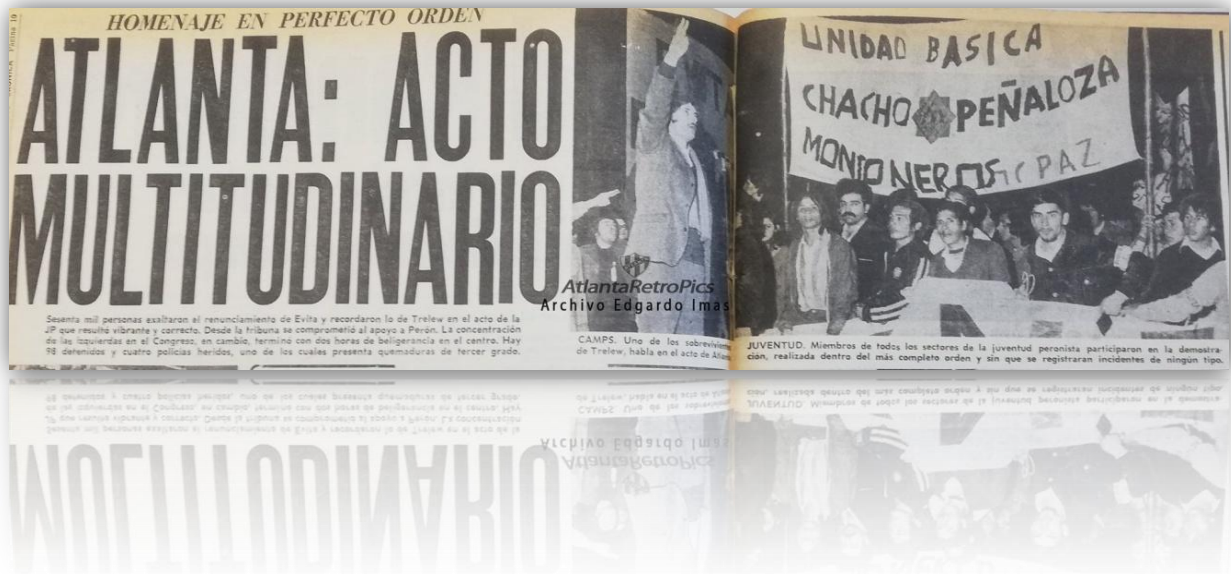 HOMENAJE EN PERFECTO ORDEN
ATLANTA: ACTO
MULTITUDINARIO
Sesenta mil personas exaltaron el renunciamiento de Evita y recordaron lo de Trelew en el acto de la
JP que resultó vibrante y correcto. Desde la tribuna se comprometió al apoyo a Perón. La concentración
de las izquierdas en el Congreso, en cambio, terminó con dos horas de beligerancia en el centro. Hay
98 detenidos y cuatro policías heridos, uno de los cuales presenta quemaduras de tercer grado.
AtlantaRetroPics
Archivo Edgardo Imas
CAMPS. Uno de los sobrevivien
de Trelew, habla en el acto de Atlan
UNIDAD BASICA
CHACHO PEÑALOZA
MONTONEROS PAZ
JUVENTUD. Miembros de todos los sectores de la juventud peronista participaron en la demostra-
ción, realizada dentro del más completo orden y sin que se registraran incidentes de ningún tipo.